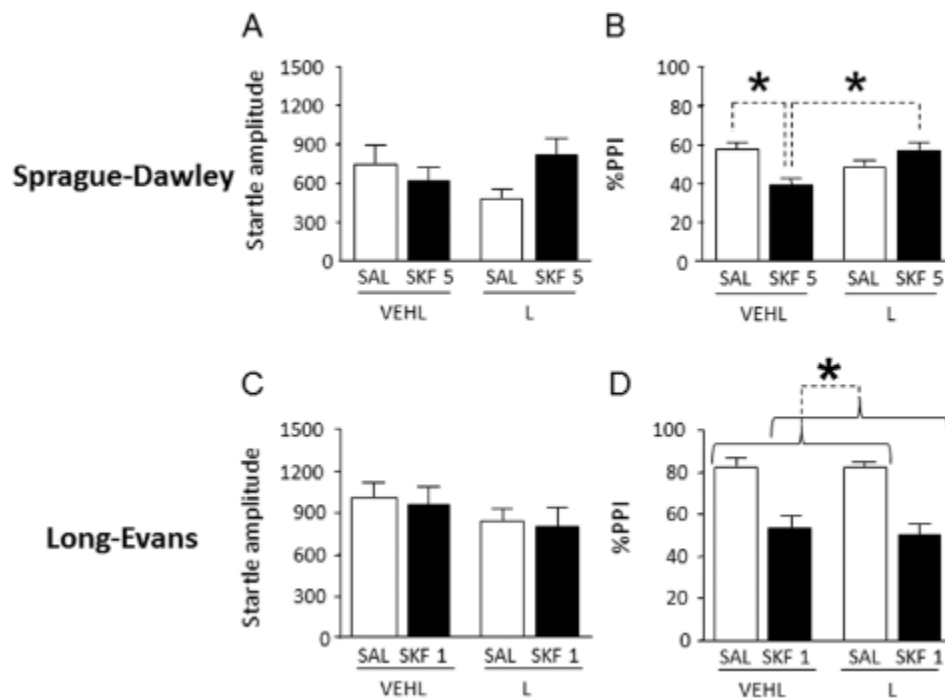 A
B
Sprague-Dawley
Startle amplitude
1500
1200
900
600
300
0
SAL SKF 5 SAL SKF 5
VEHL L
%PPI
100
80
60
40
20
0
* *
SAL SKF 5 SAL SKF 5
VEHL L
C
D
Long-Evans
Startle amplitude
1500
1200
900
600
300
0
SAL SKF 1 SAL SKF 1
VEHL L
%PPI
100
80
60
40
20
0
*
SAL SKF 1 SAL SKF 1
VEHL L